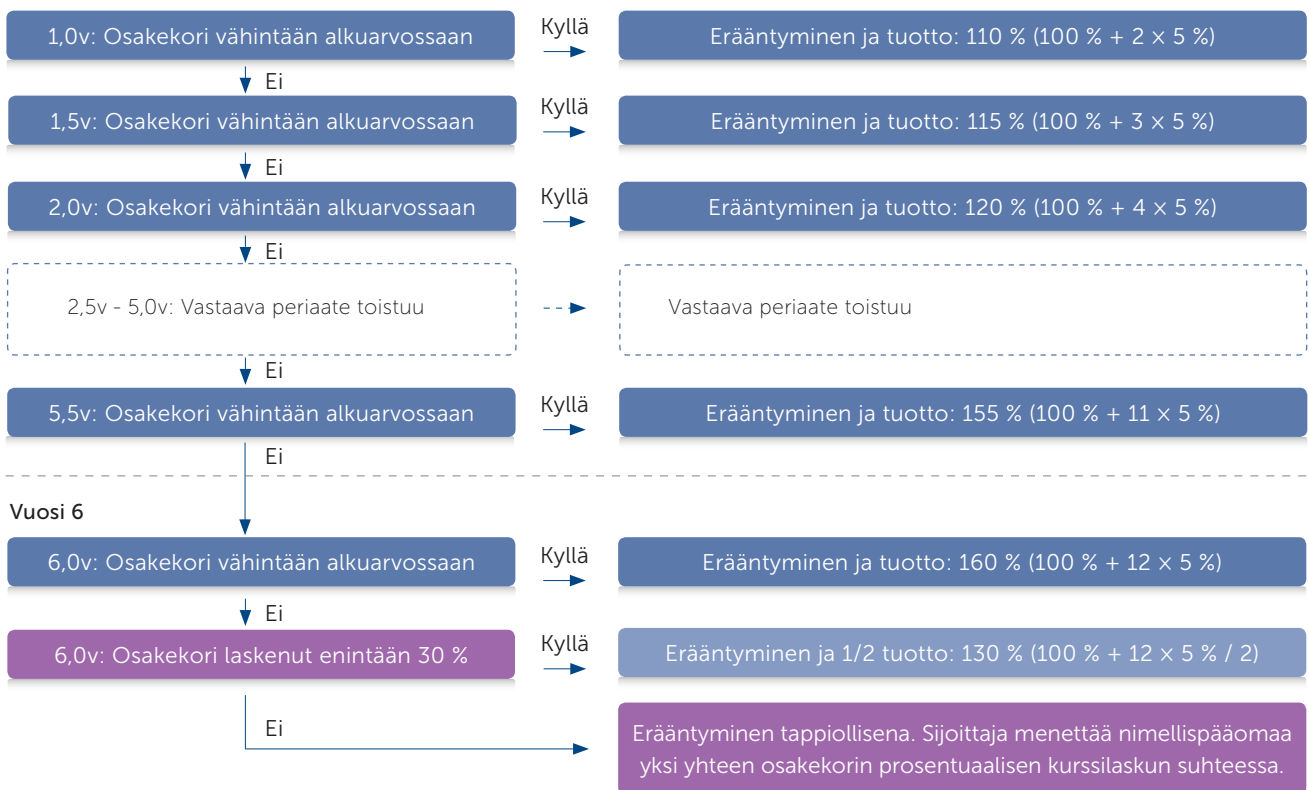 1,0v: Osakekori vähintään alkuarvossaan
Kyllä
Erääntyminen ja tuotto: 110 % (100 % + 2 × 5 %)
Ei
1,5v: Osakekori vähintään alkuarvossaan
Kyllä
Erääntyminen ja tuotto: 115 % (100 % + 3 × 5 %)
Ei
2,0v: Osakekori vähintään alkuarvossaan
Kyllä
Erääntyminen ja tuotto: 120 % (100 % + 4 × 5 %)
Ei
2,5v - 5,0v: Vastaava periaate toistuu
Vastaava periaate toistuu
Ei
5,5v: Osakekori vähintään alkuarvossaan
Kyllä
Erääntyminen ja tuotto: 155 % (100 % + 11 × 5 %)
Ei
Vuosi 6
6,0v: Osakekori vähintään alkuarvossaan
Kyllä
Erääntyminen ja tuotto: 160 % (100 % + 12 × 5 %)
Ei
6,0v: Osakekori laskenut enintään 30 %
Kyllä
Erääntyminen ja 1/2 tuotto: 130 % (100 % + 12 × 5 % / 2)
Ei
Erääntyminen tappiollisena. Sijoittaja menettää nimellispääomaa
yksi yhteen osakekorin prosentuaalisen kurssilaskun suhteessa.